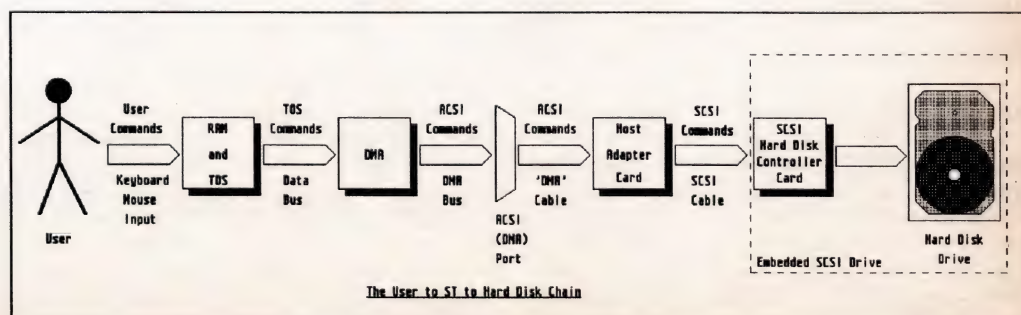 User
Commands
Keyboard
Mouse
Input
User
RAM
and
TOS
TOS
Commands
Data
Bus
DMA
ACSI
Commands
DMA
Bus
ACSI
(DMA)
Port
ACSI
Commands
'DMA'
Cable
Host
Adapter
Card
SCSI
Commands
SCSI
Cable
SCSI
Hard Disk
Controller
Card
Embedded SCSI Drive
Hard Disk
Drive
The User to ST to Hard Disk Chain